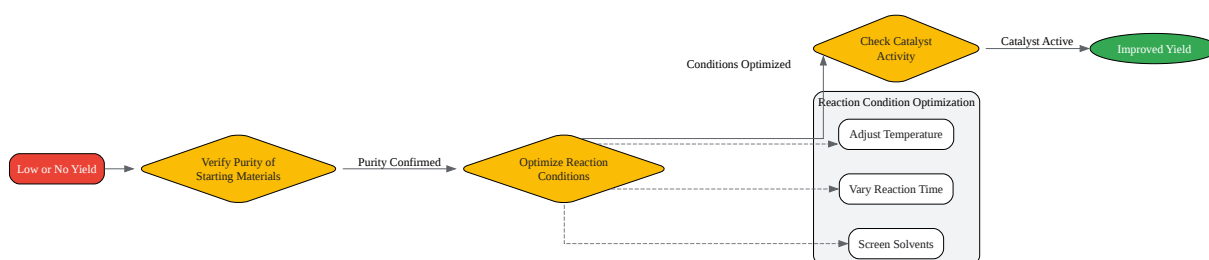 Low or No Yield
Verify Purity of
Starting Materials
Purity Confirmed
Optimize Reaction
Conditions
Conditions Optimized
Check Catalyst
Activity
Catalyst Active
Improved Yield
Reaction Condition Optimization
Adjust Temperature
Vary Reaction Time
Screen Solvents